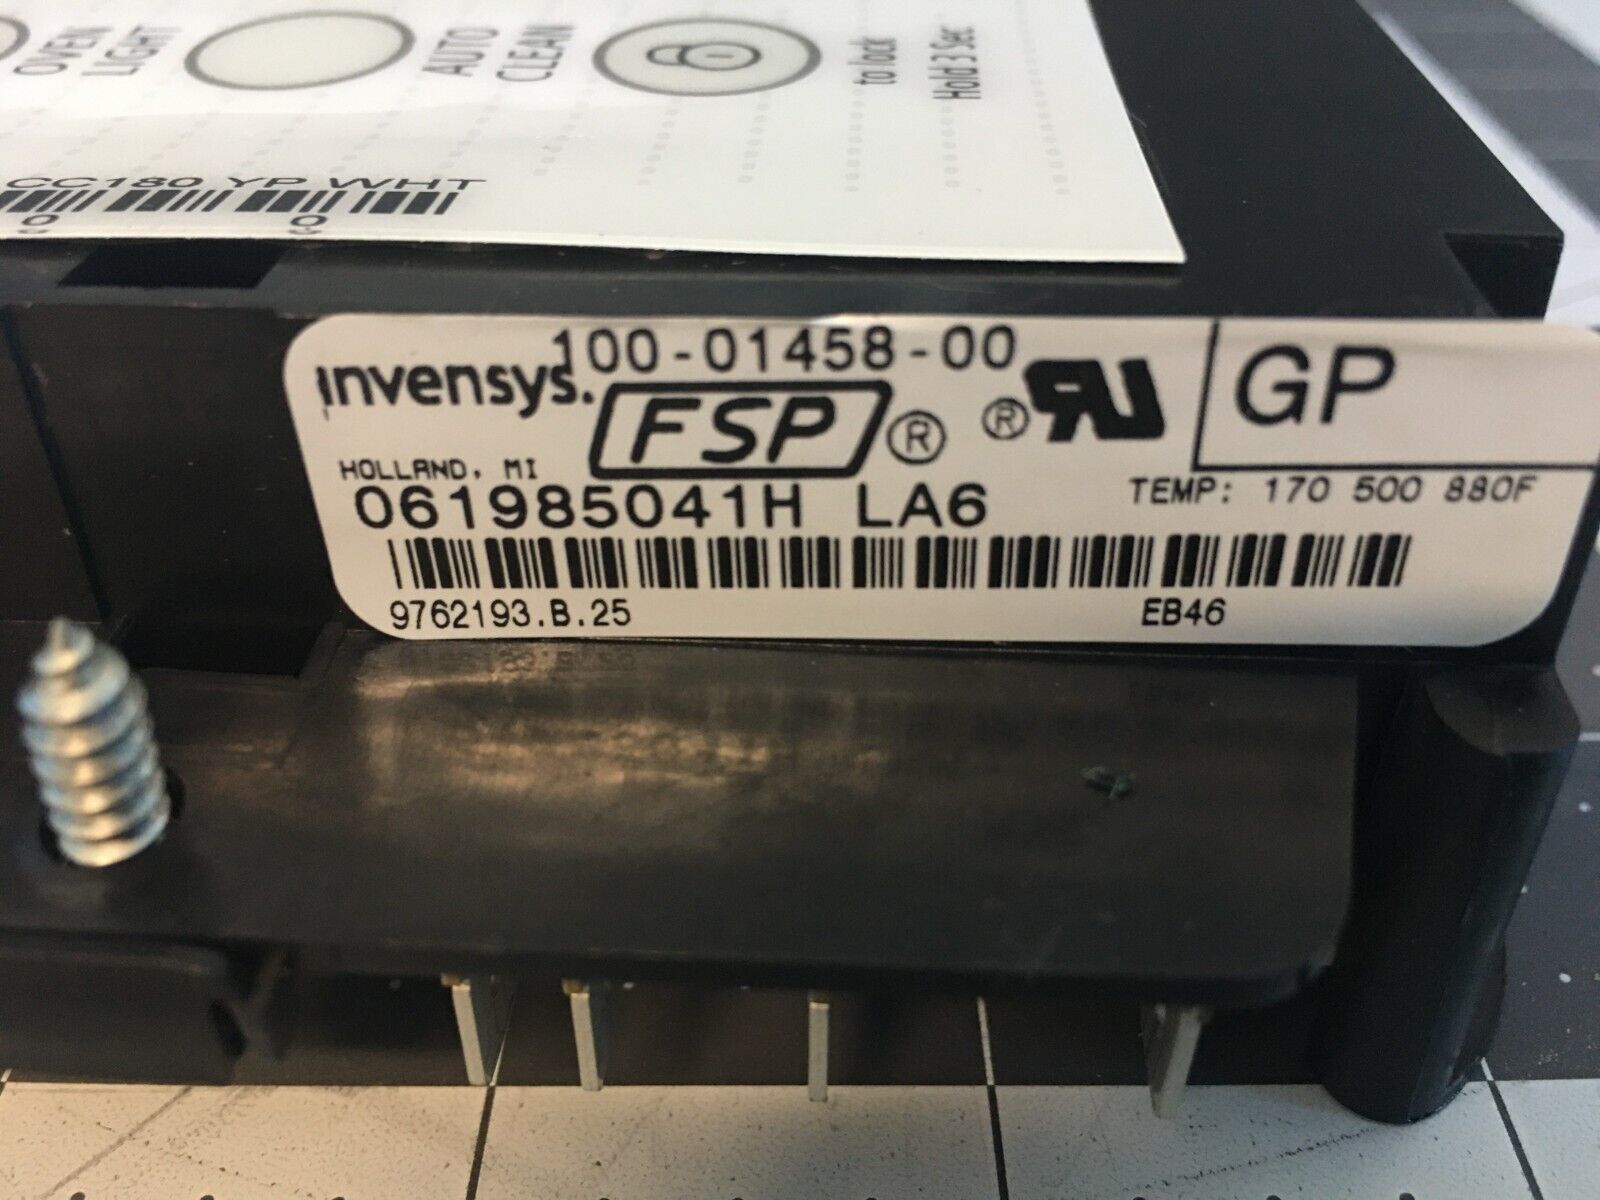 OVEN
LIGHT
AUTO
CLEAN
to lock
Hold 3 Sec
CC180 YP WHT
100-01458-00
invensys.
FSP®
®RU
GP
HOLLAND, MI
061985041H LA6
TEMP: 170 500 880F
9762193.B.25
EB46